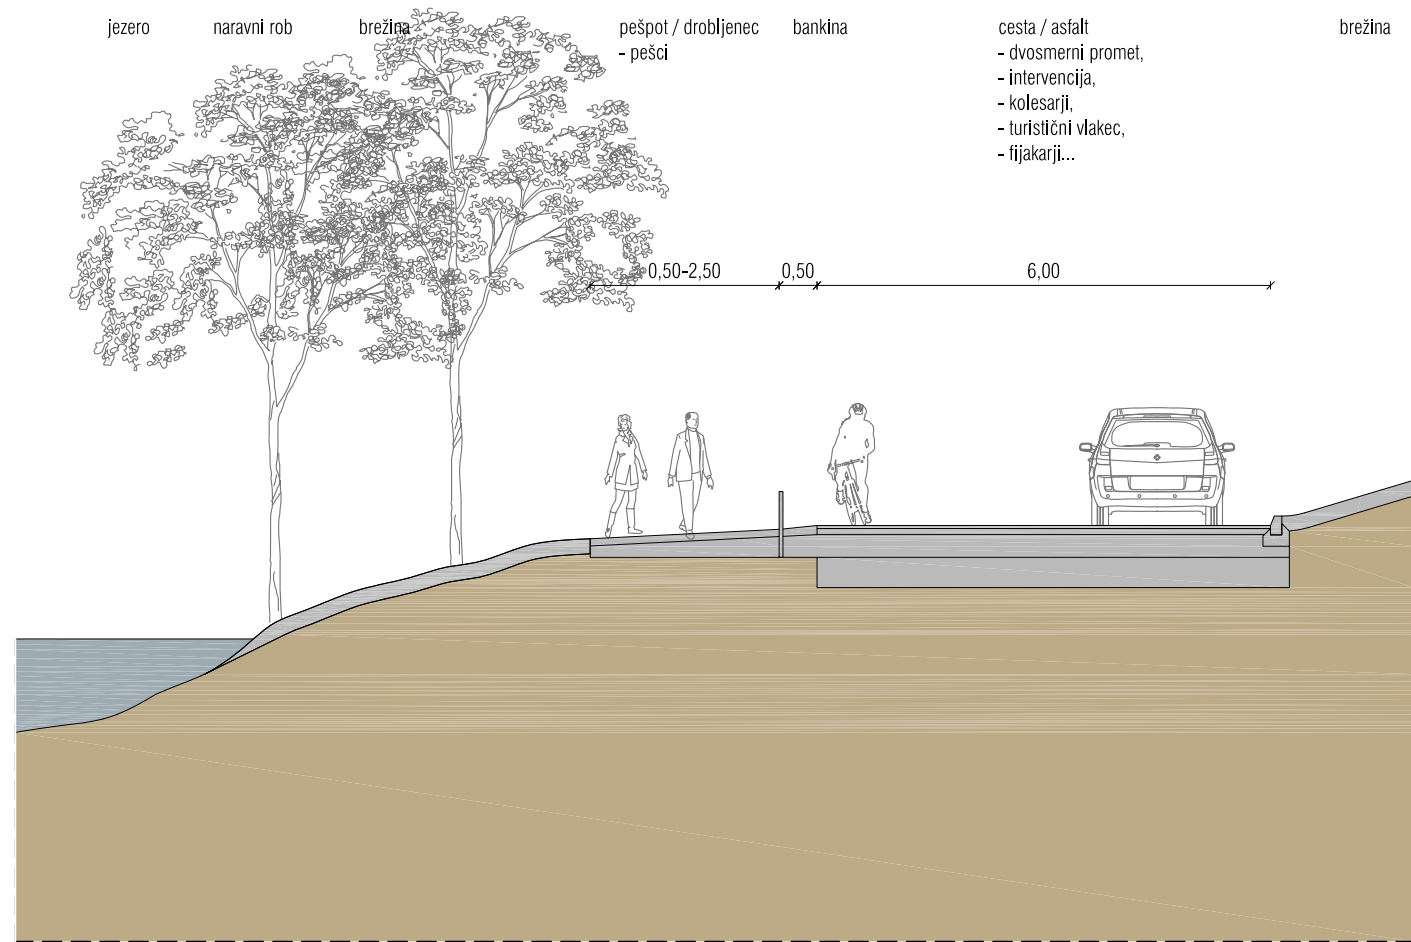 jezero
naravni rob
brežina
pešpot / drobljenec
- pešci
bankina
cesta / asfalt
- dvosmerni promet,
- intervencija,
- kolesarji,
- turistični vlakec,
- fijakarji...
brežina
0,50-2,50
0,50
6,00